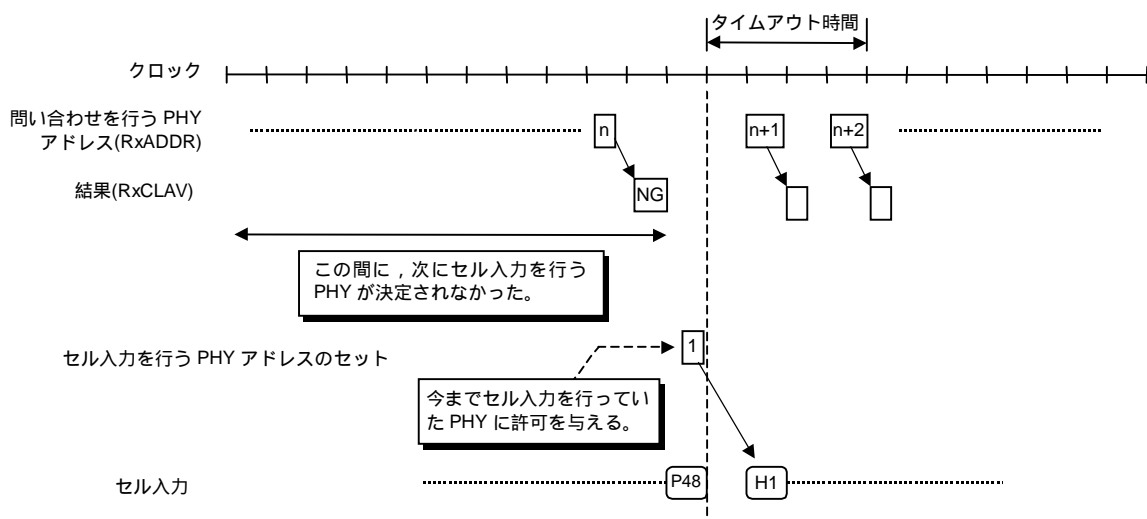 タイムアウト時間
クロック
問い合わせを行う PHY
アドレス(RxADDR)
n
n+1
n+2
結果(RxCLAV)
NG
この間に，次にセル入力を行う
PHY が決定されなかった。
セル入力を行う PHY アドレスのセット
1
今までセル入力を行ってい
た PHY に許可を与える。
セル入力
P48
H1